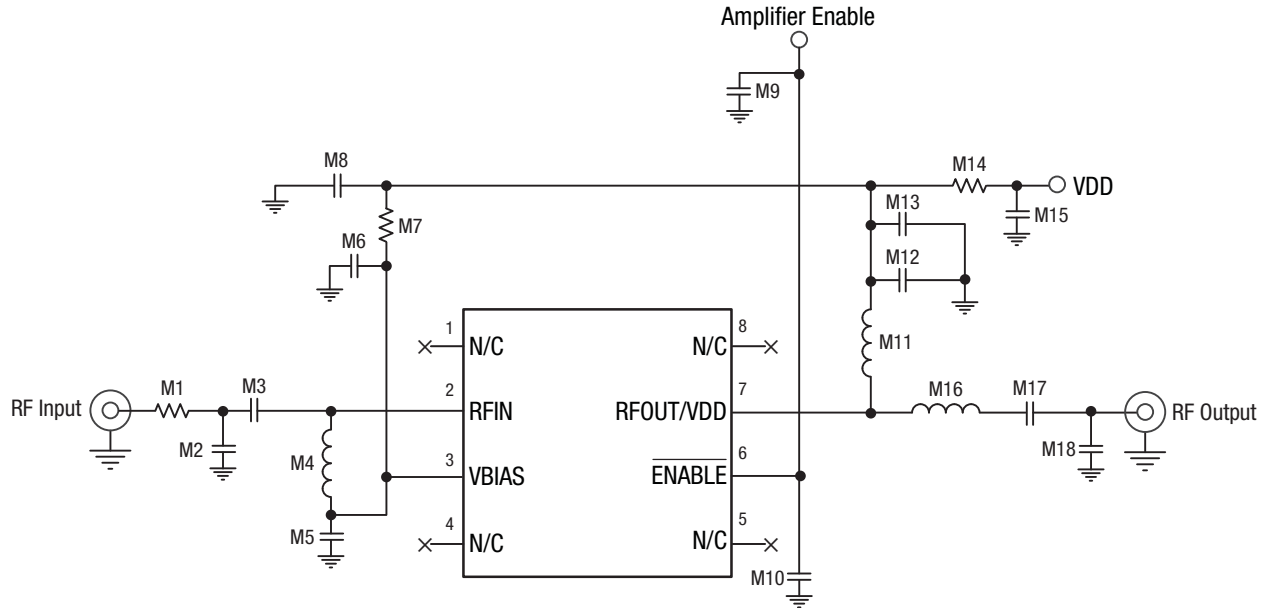 Amplifier Enable
M9
M8
M14
VDD
M7
M13
M15
M6
M12
1
N/C
8
N/C
M11
RF Input
M1
M3
2
RFIN
7
RFOUT/VDD
M16
M17
RF Output
M2
M4
3
VBIAS
6
ENABLE
M18
M5
4
N/C
5
N/C
M10